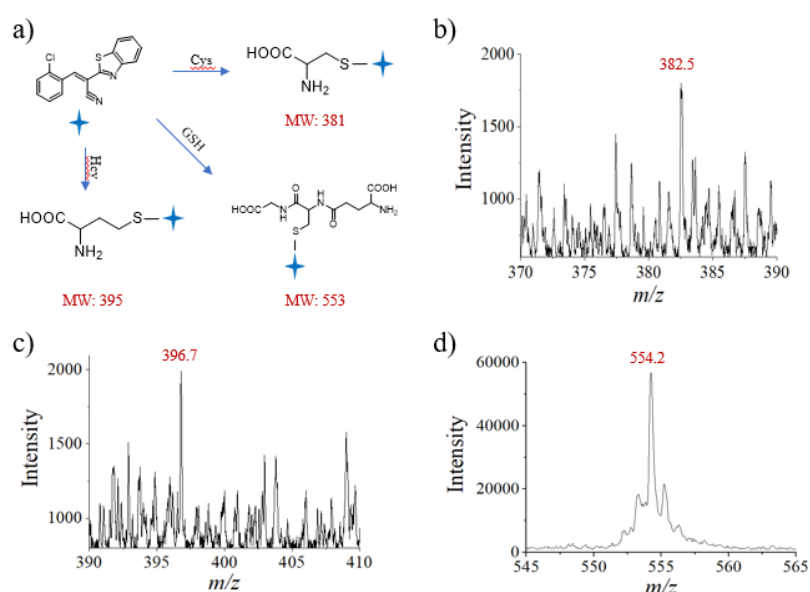 a)
Cl
S
N
N
Cys
HOOC
S
NH₂
MW: 381
Hcy
GSH
HOOC
S
NH₂
MW: 395
HOOC
N
H
O
S
H
N
O
COOH
NH₂
MW: 553
b)
382.5
2000
1500
1000
Intensity
370 375 380 385 390
m/z
c)
396.7
2000
1500
1000
Intensity
390 395 400 405 410
m/z
d)
554.2
60000
40000
20000
0
Intensity
545 550 555 560 565
m/z